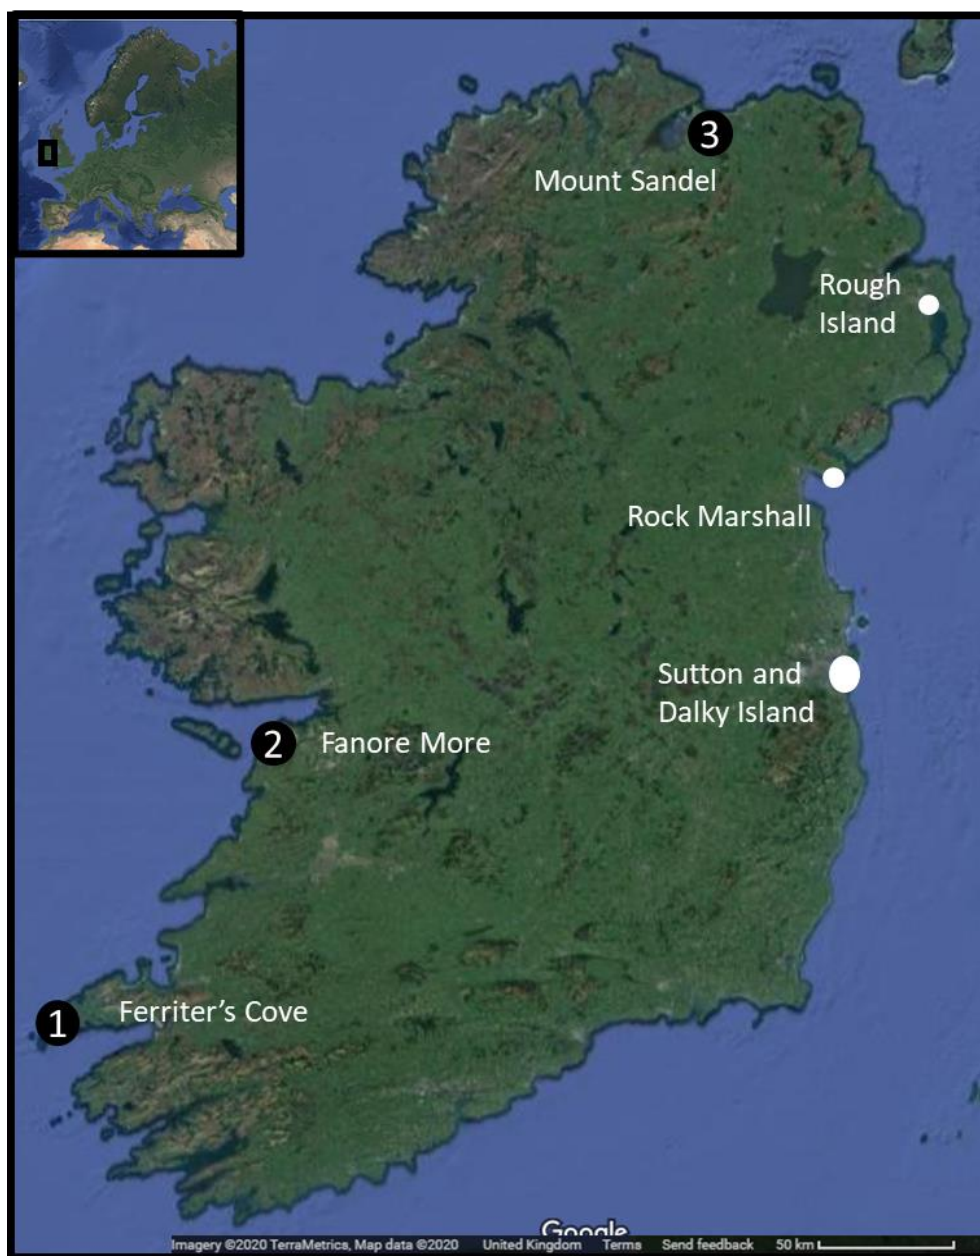 3
Mount Sandel
Rough
Island
Rock Marshall
Sutton and
Dalky Island
2
Fanore More
Ferriter's Cove
1
Google
Imagery ©2020 TerraMetrics, Map data ©2020 United Kingdom Terms Send feedback 50 km